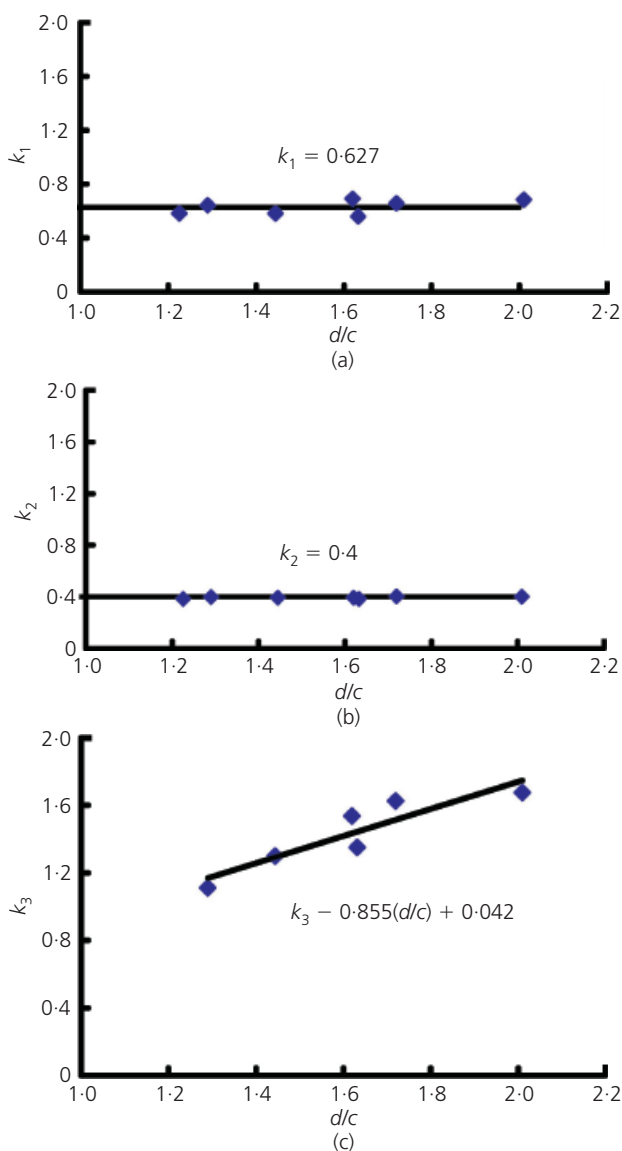 2·0
1·6
1·2
0·8
0·4
0
k₁
k₁ = 0·627
1·0 1·2 1·4 1·6 1·8 2·0 2·2
d/c
(a)
2·0
1·6
1·2
0·8
0·4
0
k₂
k₂ = 0·4
1·0 1·2 1·4 1·6 1·8 2·0 2·2
d/c
(b)
2·0
1·6
1·2
0·8
0·4
0
k₃
k₃ − 0·855(d/c) + 0·042
1·0 1·2 1·4 1·6 1·8 2·0 2·2
d/c
(c)